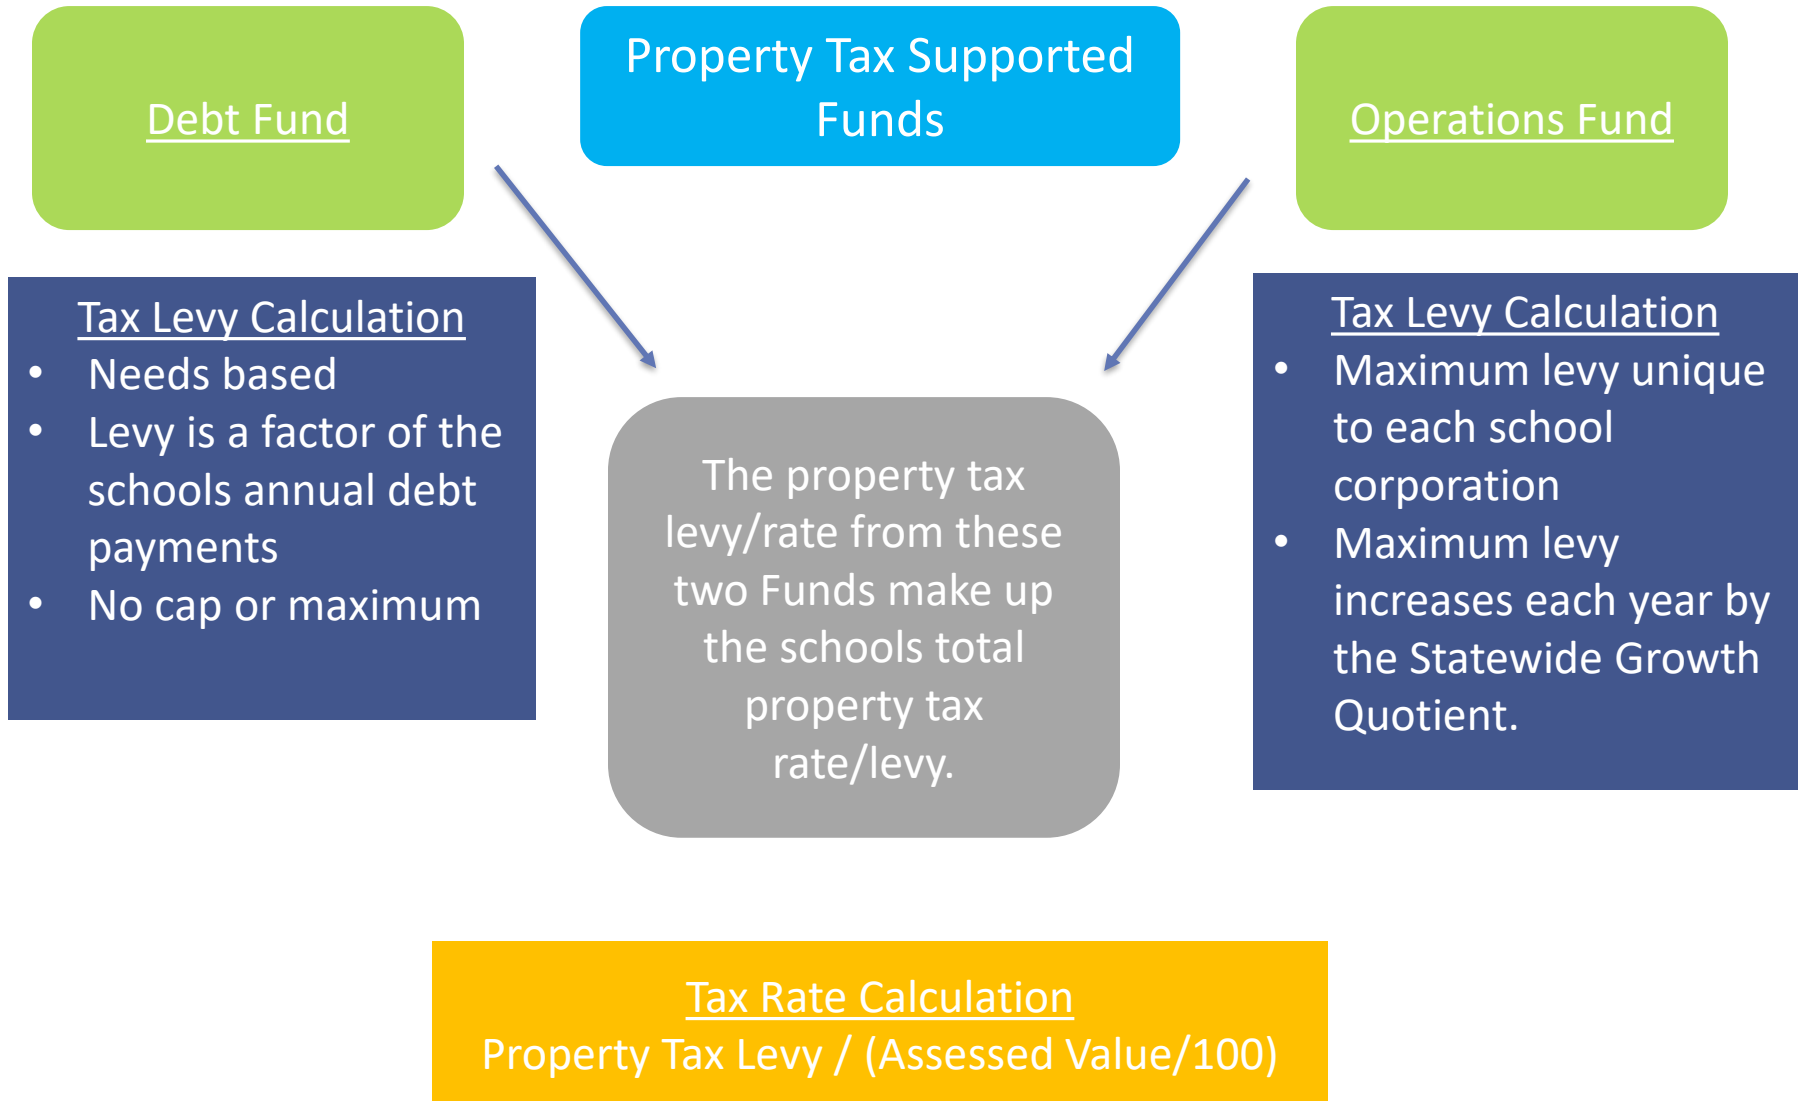 Debt Fund
Property Tax Supported
Funds
Operations Fund
Tax Levy Calculation
• Needs based
• Levy is a factor of the
schools annual debt
payments
• No cap or maximum
The property tax
levy/rate from these
two Funds make up
the schools total
property tax
rate/levy.
Tax Levy Calculation
• Maximum levy unique
to each school
corporation
• Maximum levy
increases each year by
the Statewide Growth
Quotient.
Tax Rate Calculation
Property Tax Levy / (Assessed Value/100)